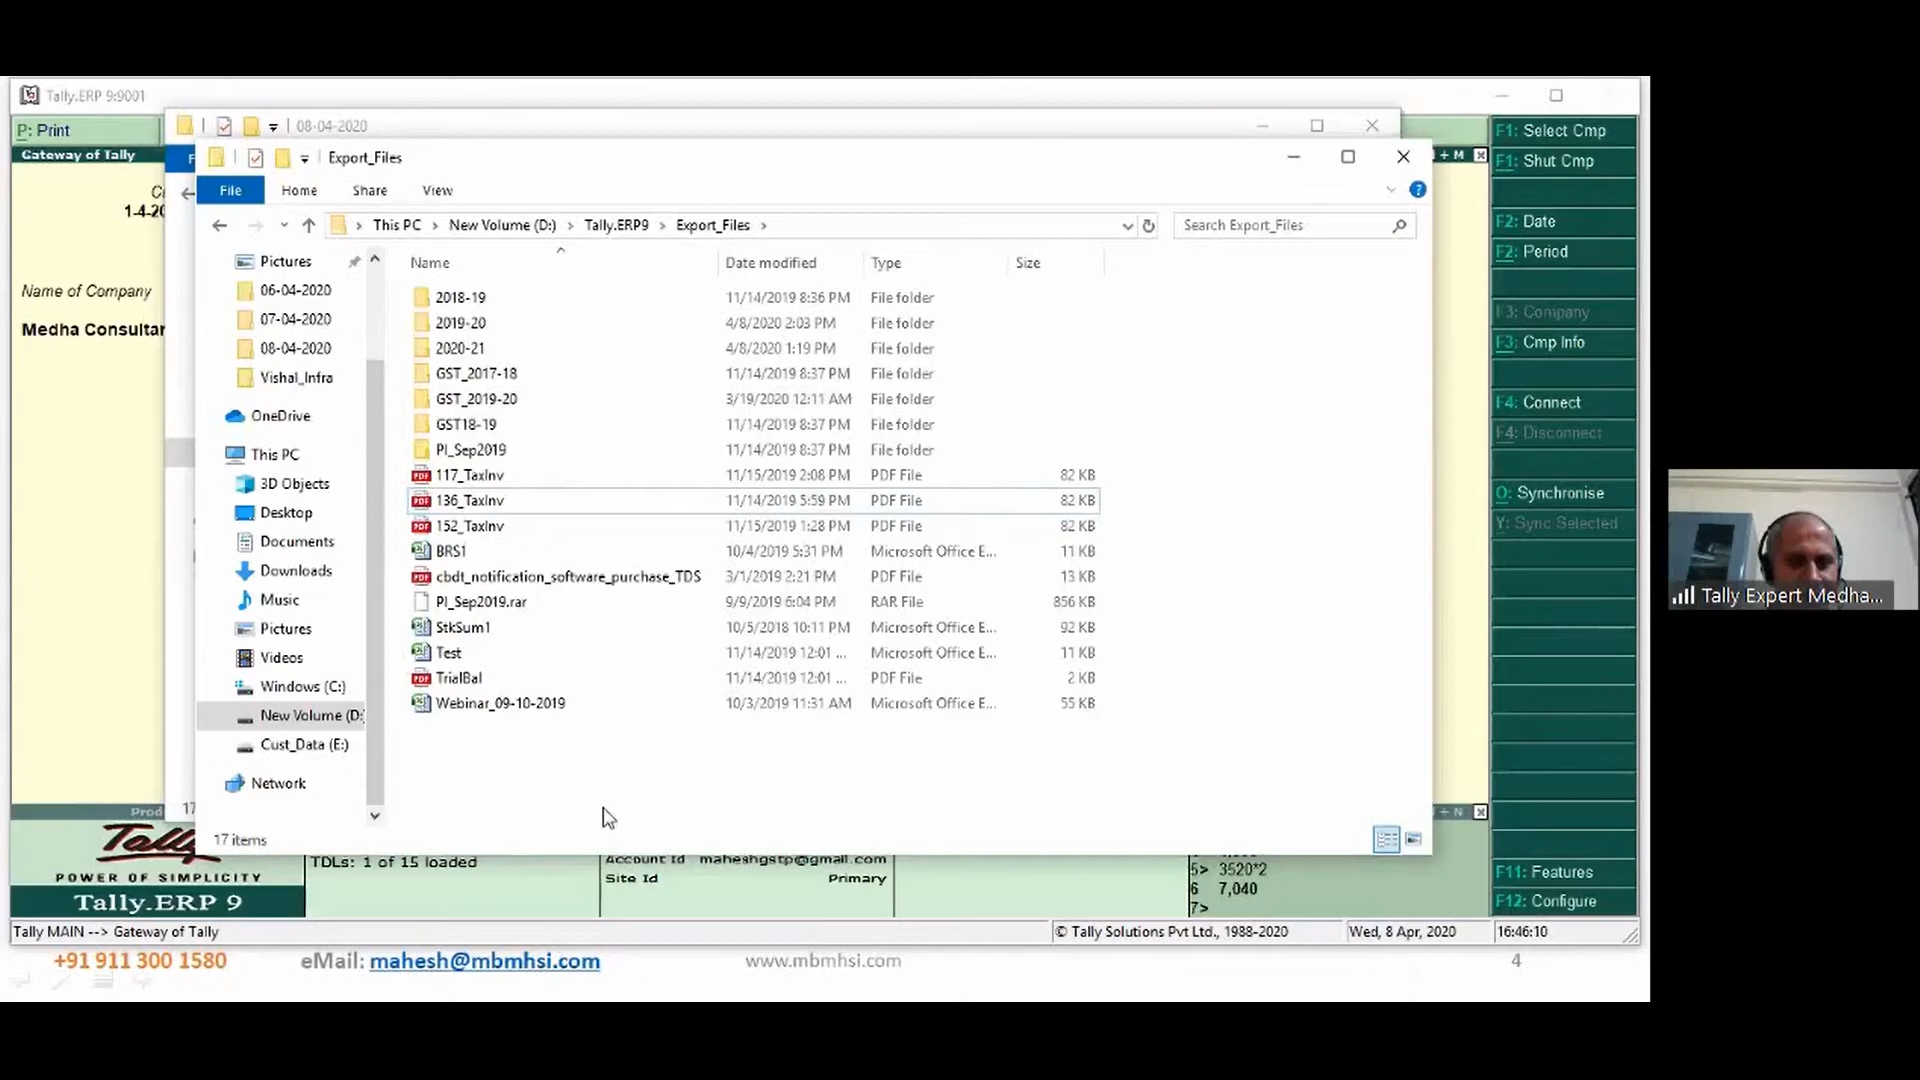 Tally.ERP 9:9001
P: Print
Gateway of Tally
1-4-20
Name of Company
Medha Consultan
08-04-2020
Export_Files
File Home Share View
This PC New Volume (D:) Tally.ERP9 Export_Files
Search Export_Files
Pictures
06-04-2020
07-04-2020
08-04-2020
Vishal_Infra
OneDrive
This PC
3D Objects
Desktop
Documents
Downloads
Music
Pictures
Videos
Windows (C:)
New Volume (D:
Cust_Data (E:)
Network
Name Date modified Type Size
2018-19 11/14/2019 8:36 PM File folder
2019-20 4/8/2020 2:03 PM File folder
2020-21 4/8/2020 1:19 PM File folder
GST_2017-18 11/14/2019 8:37 PM File folder
GST_2019-20 3/19/2020 12:11 AM File folder
GST18-19 11/14/2019 8:37 PM File folder
PI_Sep2019 11/14/2019 8:37 PM File folder
117_TaxInv 11/15/2019 2:08 PM PDF File 82 KB
136_TaxInv 11/14/2019 5:59 PM PDF File 82 KB
152_TaxInv 11/15/2019 1:28 PM PDF File 82 KB
BRS1 10/4/2019 5:31 PM Microsoft Office E... 11 KB
cbdt_notification_software_purchase_TDS 3/1/2019 2:21 PM PDF File 13 KB
PI_Sep2019.rar 9/9/2019 6:04 PM RAR File 856 KB
StkSum1 10/5/2018 10:11 PM Microsoft Office E... 92 KB
Test 11/14/2019 12:01 ... Microsoft Office E... 11 KB
TrialBal 11/14/2019 12:01 ... PDF File 2 KB
Webinar_09-10-2019 10/3/2019 11:31 AM Microsoft Office E... 55 KB
17 items
F1: Select Cmp
F1: Shut Cmp
F2: Date
F2: Period
F3: Company
F3: Cmp Info
F4: Connect
F4: Disconnect
O: Synchronise
Y: Sync Selected
F11: Features
F12: Configure
Tally Expert Medha...
Prod
Tally
POWER OF SIMPLICITY
Tally.ERP 9
TDLs: 1 of 15 loaded
Account Id maheshgstp@gmail.com
Site Id Primary
5> 3520*2
6 7,040
7>
Tally MAIN --> Gateway of Tally
© Tally Solutions Pvt Ltd., 1988-2020
Wed, 8 Apr, 2020
16:46:10
+91 911 300 1580 eMail: mahesh@mbmhsi.com www.mbmhsi.com 4